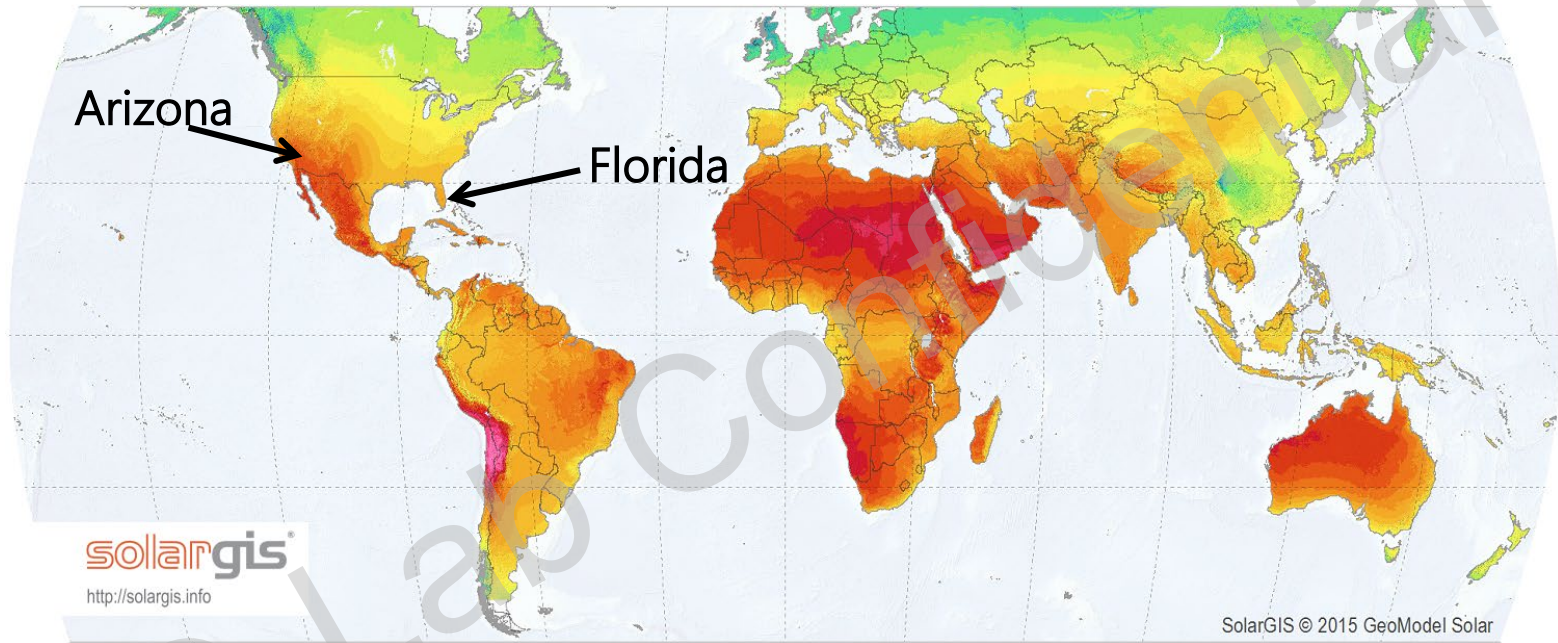 Arizona
Florida
Lab Confidential
solargis®
http://solargis.info
SolarGIS © 2015 GeoModel Solar